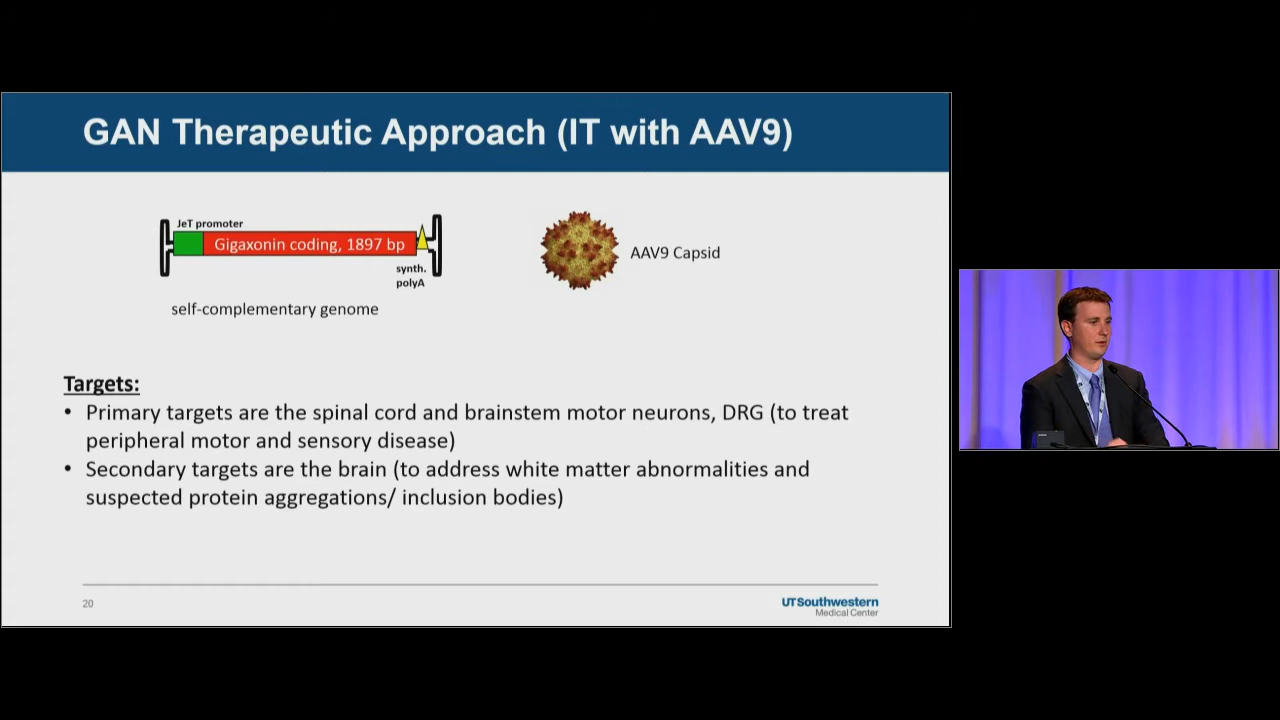 GAN Therapeutic Approach (IT with AAV9)
JeT promoter
Gigaxonin coding, 1897 bp
synth.
polyA
self-complementary genome
AAV9 Capsid
Targets:
• Primary targets are the spinal cord and brainstem motor neurons, DRG (to treat
peripheral motor and sensory disease)
• Secondary targets are the brain (to address white matter abnormalities and
suspected protein aggregations/ inclusion bodies)
20
UTSouthwestern
Medical Center